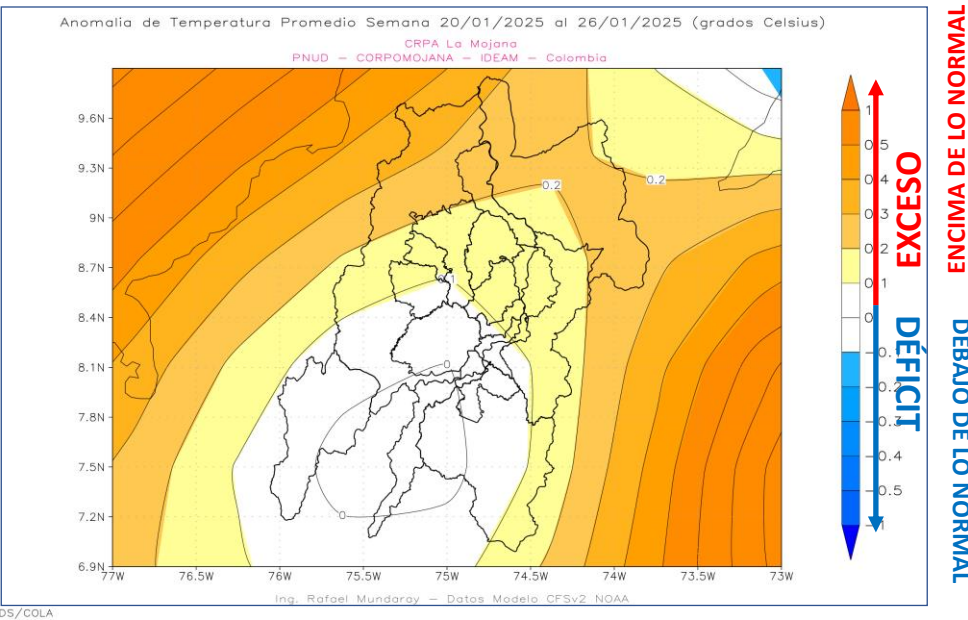 Anomalia de Temperatura Promedio Semana 20/01/2025 al 26/01/2025 (grados Celsius)
CRPA La Mojana
PNUD – CORPOMOJANA – IDEAM – Colombia
9.6N
9.3N
9N
8.7N
8.4N
8.1N
7.8N
7.5N
7.2N
6.9N
77W
76.5W
76W
75.5W
75W
74.5W
74W
73.5W
73W
0.2
0.2
0.1
0
0
1
0.5
0.4
0.3
0.2
0.1
0
-0.1
-0.2
-0.3
-0.4
-0.5
-1
EXCESO
DÉFICIT
ENCIMA DE LO NORMAL
DEBAJO DE LO NORMAL
Ing. Rafael Mundaray – Datos Modelo CFSv2 NOAA
DS/COLA